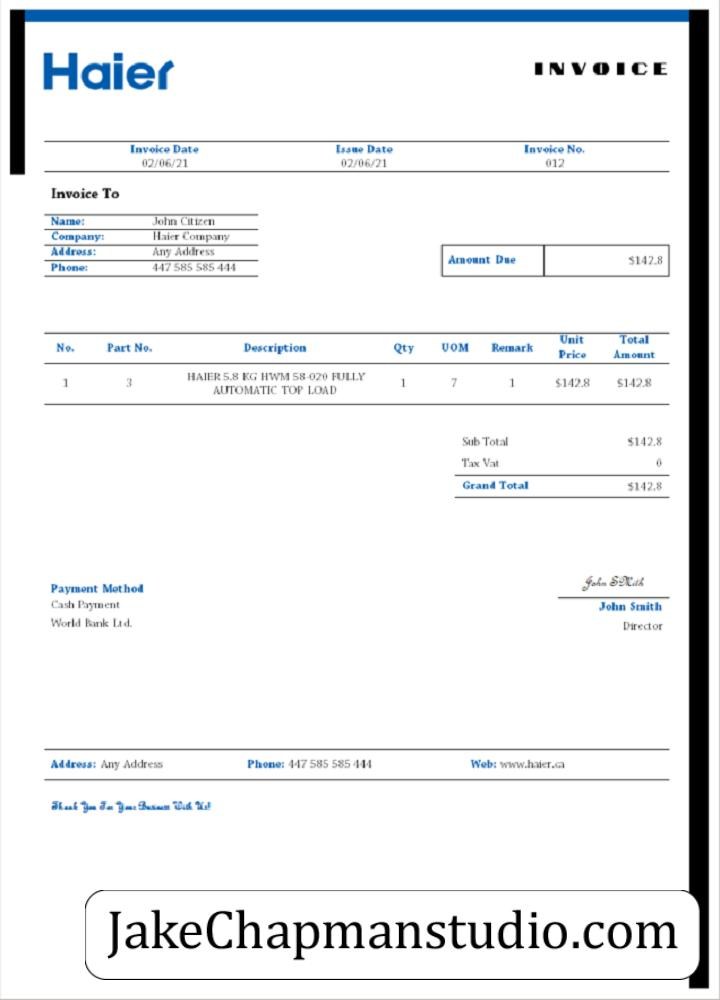 Haier
INVOICE
Invoice Date Issue Date Invoice No.
02/06/21 02/06/21 012
Invoice To
Name: John Citizen
Company: Haier Company
Address: Any Address
Phone: 447 585 585 444
Amount Due $142.8
No. Part No. Description Qty UOM Remark Unit Price Total Amount
1 3 HAIER 5.8 KG HWM 58-020 FULLY AUTOMATIC TOP LOAD 1 7 1 $142.8 $142.8
Sub Total $142.8
Tax Vat 0
Grand Total $142.8
John SMith
Payment Method
John Smith
Cash Payment
Director
World Bank Ltd.
Address: Any Address Phone: 447 585 585 444 Web: www.haier.ca
Thank You For Your Business With Us!
JakeChapmanstudio.com